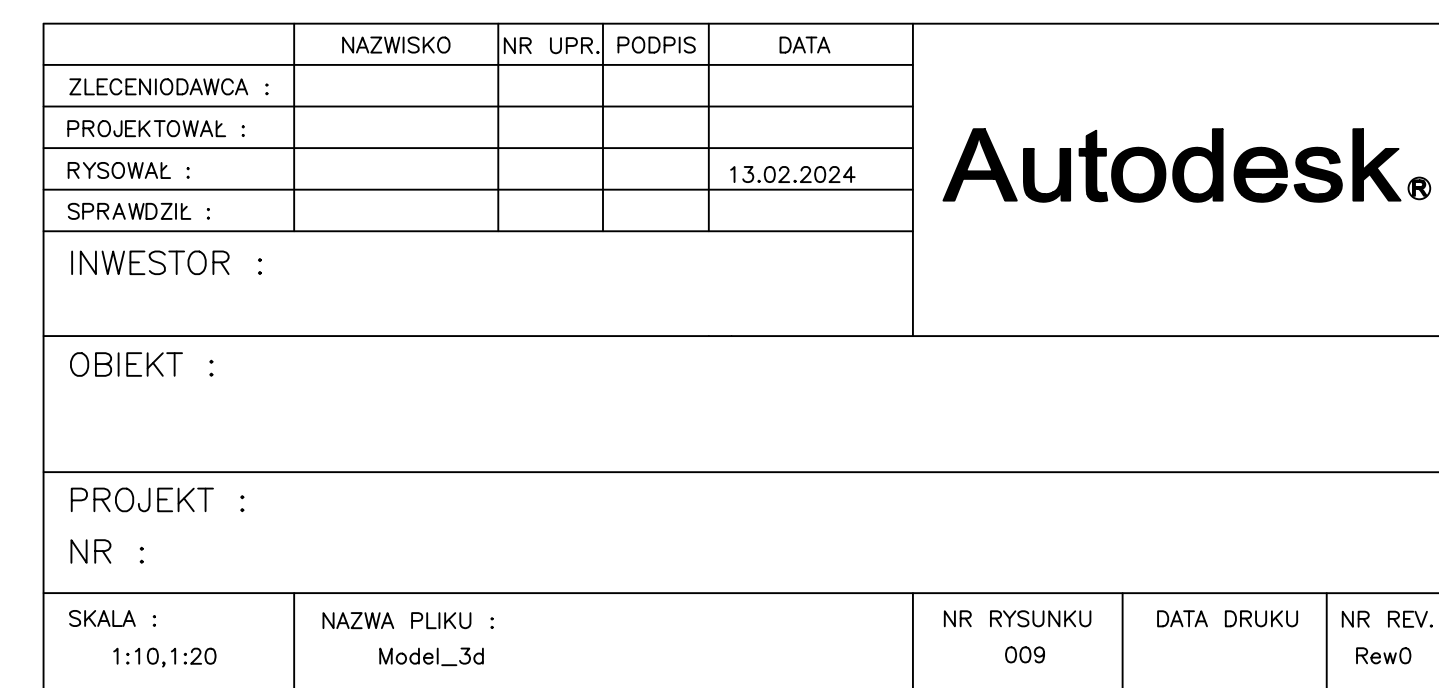 NAZWISKO NR UPR. PODPIS DATA
ZLECENIODAWCA :
PROJEKTOWAŁ :
RYSOWAŁ : 13.02.2024
SPRAWDZIŁ :
Autodesk®
INWESTOR :
OBIEKT :
PROJEKT :
NR :
SKALA : NAZWA PLIKU : NR RYSUNKU DATA DRUKU NR REV.
1:10,1:20 Model_3d 009 Rew0